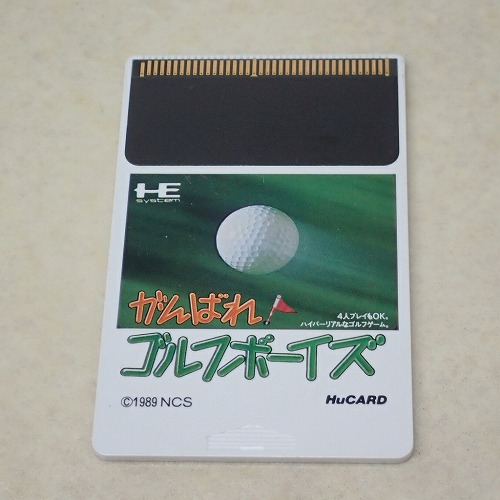 HE
system
がんばれ
4人プレイもOK。
ハイパーリアルなゴルフゲーム。
ゴルフボーイズ
©1989 NCS
HuCARD